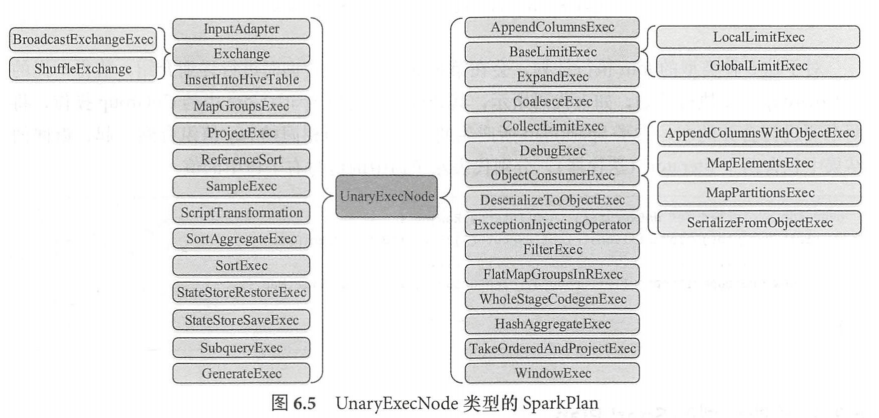 BroadcastExchangeExec
ShuffleExchange
InputAdapter
Exchange
InsertIntoHiveTable
MapGroupsExec
ProjectExec
ReferenceSort
SampleExec
ScriptTransformation
SortAggregateExec
SortExec
StateStoreRestoreExec
StateStoreSaveExec
SubqueryExec
GenerateExec
UnaryExecNode
AppendColumnsExec
BaseLimitExec
ExpandExec
CoalesceExec
CollectLimitExec
DebugExec
ObjectConsumerExec
DeserializeToObjectExec
ExceptionInjectingOperator
FilterExec
FlatMapGroupsInRExec
WholeStageCodegenExec
HashAggregateExec
TakeOrderedAndProjectExec
WindowExec
LocalLimitExec
GlobalLimitExec
AppendColumnsWithObjectExec
MapElementsExec
MapPartitionsExec
SerializeFromObjectExec
图 6.5 UnaryExecNode 类型的 SparkPlan